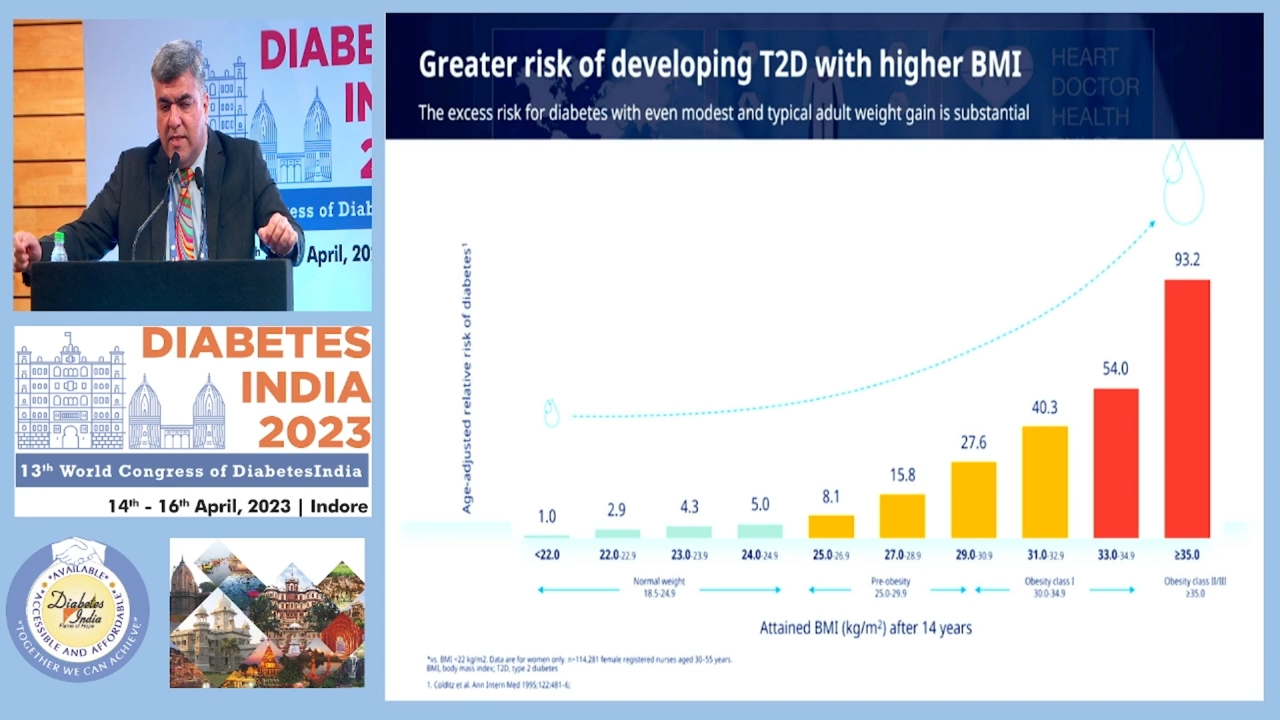 DIABE
IN
2
ess of Diab
April, 20
DIABETES
INDIA
2023
13th World Congress of DiabetesIndia
14th - 16th April, 2023 | Indore
*AVAILABLE*
*ACCESSIBLE AND AFFORDABLE*
Diabetes
India
"TOGETHER WE CAN ACHIEVE"
Greater risk of developing T2D with higher BMI
The excess risk for diabetes with even modest and typical adult weight gain is substantial
HEART
DOCTOR
HEALTH
Age-adjusted relative risk of diabetes¹
1.0 2.9 4.3 5.0 8.1 15.8 27.6 40.3 54.0 93.2
<22.0 22.0-22.9 23.0-23.9 24.0-24.9 25.0-26.9 27.0-28.9 29.0-30.9 31.0-32.9 33.0-34.9 ≥35.0
Normal weight Pre-obesity Obesity class I Obesity class II/III
18.5-24.9 25.0-29.9 30.0-34.9 ≥35.0
Attained BMI (kg/m²) after 14 years
*vs. BMI <22 kg/m2. Data are for women only. n=114,281 female registered nurses aged 30-55 years.
BMI, body mass index; T2D, type 2 diabetes
1. Colditz et al. Ann Intern Med 1995;122:481-6;